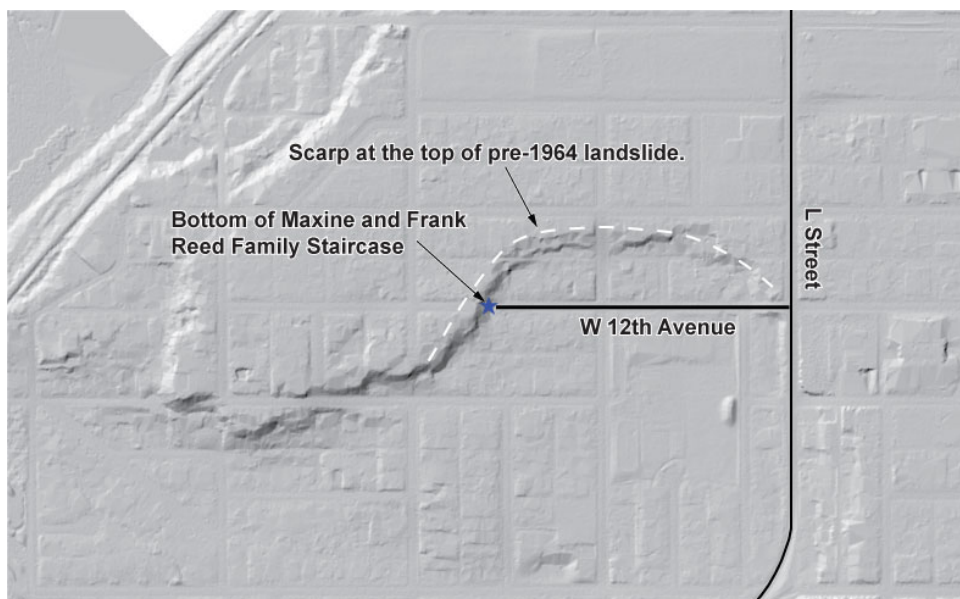 Scarp at the top of pre-1964 landslide.
Bottom of Maxine and Frank
Reed Family Staircase
L Street
W 12th Avenue